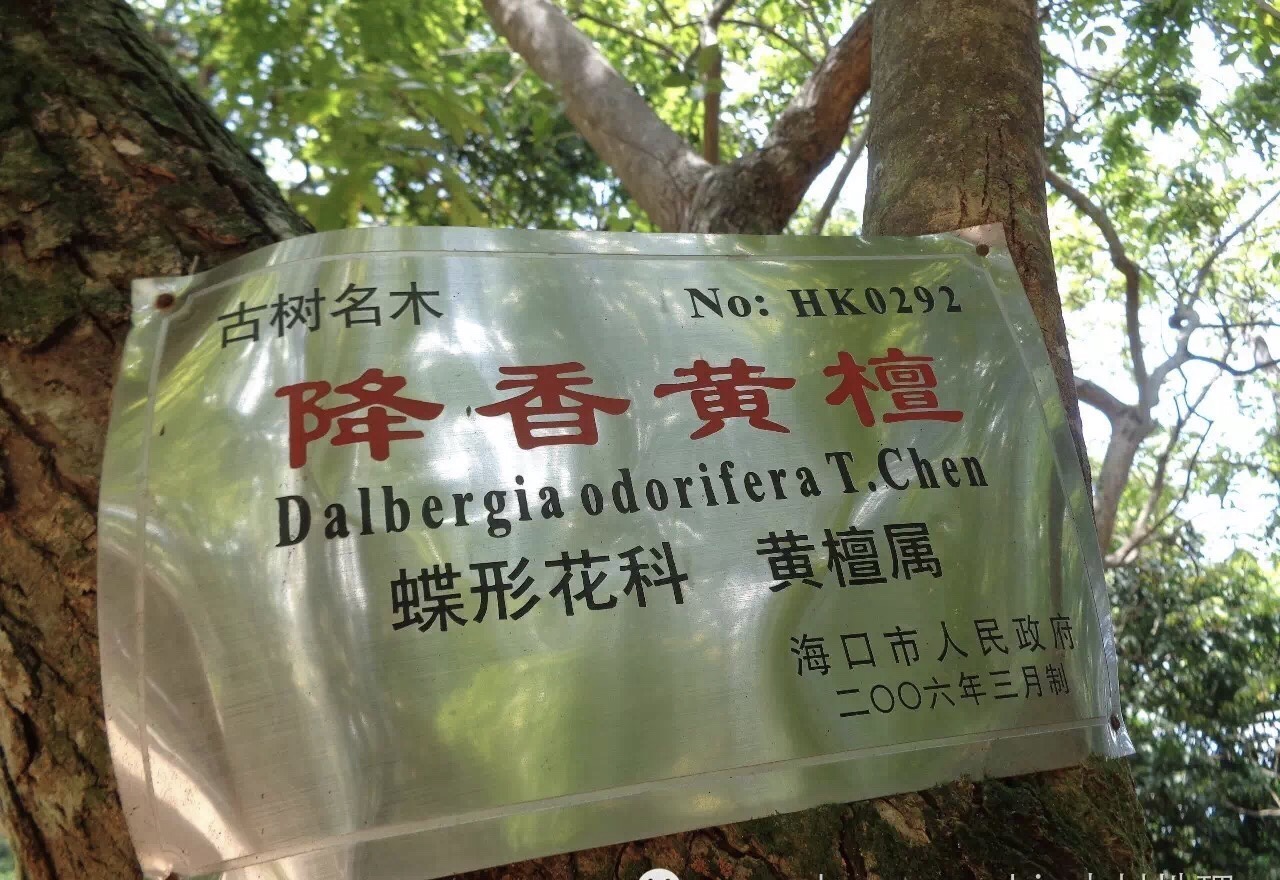 古树名木 No: HK0292
降香黄檀
Dalbergia odorifera T.Chen
蝶形花科 黄檀属
海口市人民政府
二〇〇六年三月制